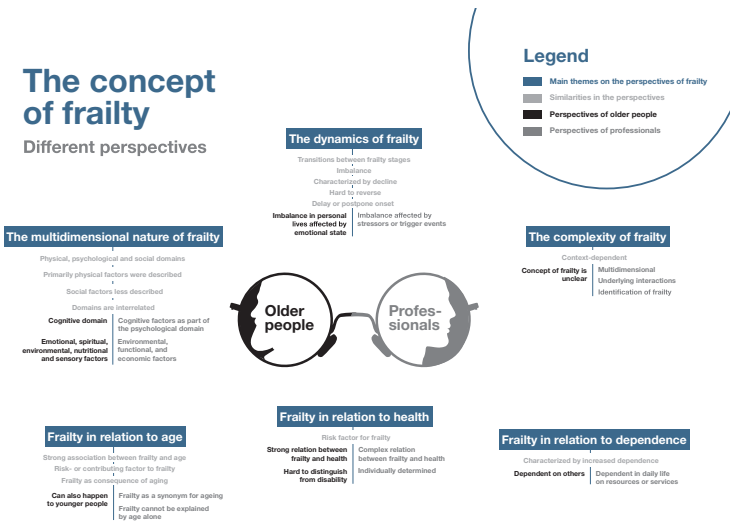 The concept
of frailty
Different perspectives
Legend
Main themes on the perspectives of frailty
Similarities in the perspectives
Perspectives of older people
Perspectives of professionals
The dynamics of frailty
Transitions between frailty stages
Imbalance
Characterized by decline
Hard to reverse
Delay or postpone onset
Imbalance in personal
lives affected by
emotional state
Imbalance affected by
stressors or trigger events
The multidimensional nature of frailty
Physical, psychological and social domains
Primarily physical factors were described
Social factors less described
Domains are interrelated
Cognitive domain
Cognitive factors as part of
the psychological domain
Emotional, spiritual,
environmental, nutritional
and sensory factors
Environmental,
functional, and
economic factors
The complexity of frailty
Context-dependent
Concept of frailty is
unclear
Multidimensional
Underlying interactions
Identification of frailty
Older
people
Profes-
sionals
Frailty in relation to age
Strong association between frailty and age
Risk- or contributing factor to frailty
Frailty as consequence of aging
Can also happen
to younger people
Frailty as a synonym for ageing
Frailty cannot be explained
by age alone
Frailty in relation to health
Risk factor for frailty
Strong relation between
frailty and health
Complex relation
between frailty and health
Hard to distinguish
from disability
Individually determined
Frailty in relation to dependence
Characterized by increased dependence
Dependent on others
Dependent in daily life
on resources or services